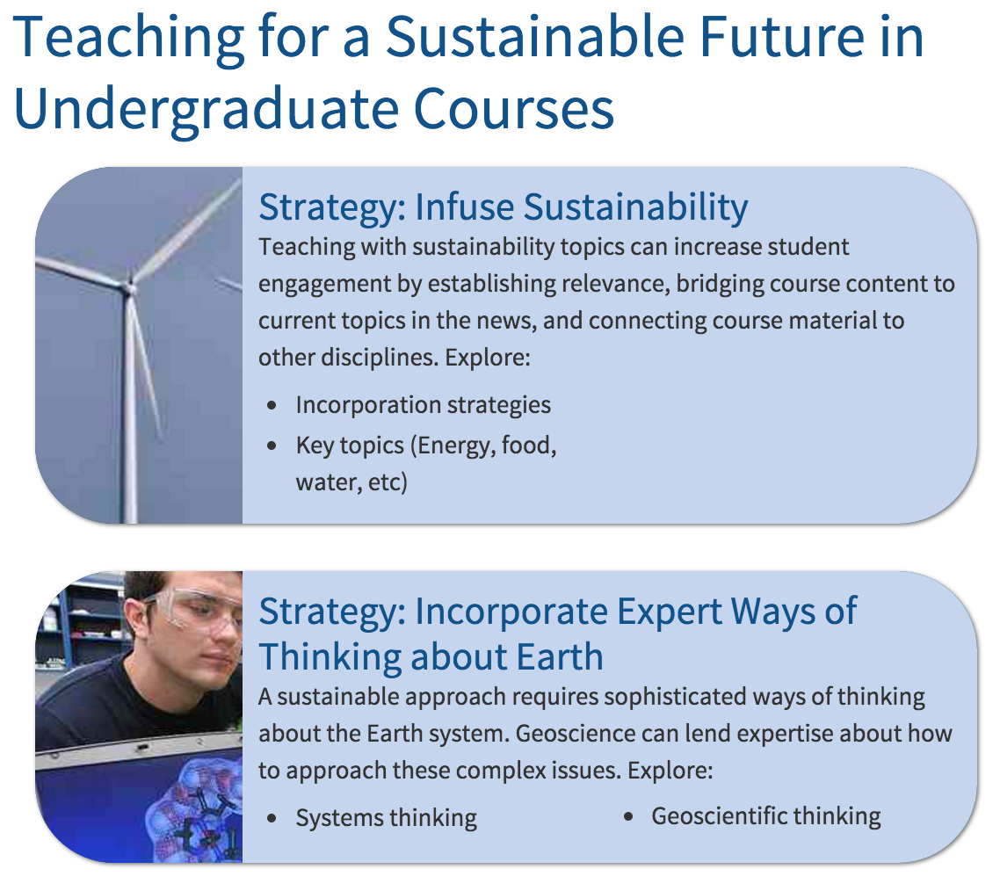 Teaching for a Sustainable Future in
Undergraduate Courses
Strategy: Infuse Sustainability
Teaching with sustainability topics can increase student
engagement by establishing relevance, bridging course content to
current topics in the news, and connecting course material to
other disciplines. Explore:
• Incorporation strategies
• Key topics (Energy, food,
water, etc)
Strategy: Incorporate Expert Ways of
Thinking about Earth
A sustainable approach requires sophisticated ways of thinking
about the Earth system. Geoscience can lend expertise about how
to approach these complex issues. Explore:
• Systems thinking
• Geoscientific thinking